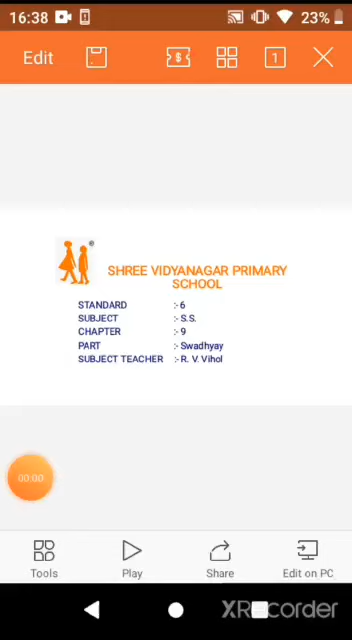 16:38
23%
Edit
$
1
®
SHREE VIDYANAGAR PRIMARY
SCHOOL
STANDARD :- 6
SUBJECT :- S.S.
CHAPTER :- 9
PART :- Swadhyay
SUBJECT TEACHER :- R. V. Vihol
00:00
Tools Play Share Edit on PC
XRecorder